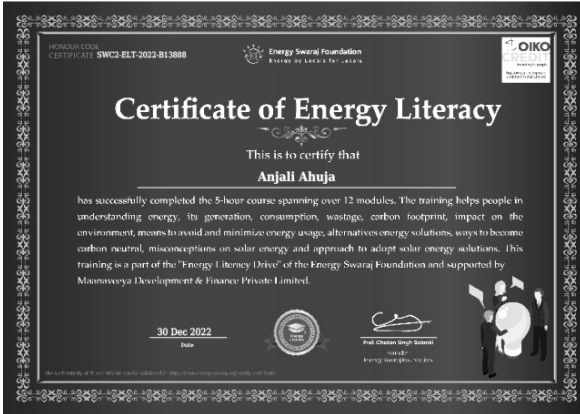 HONOUR CODE
CERTIFICATE SWC2-ELT-2022-B13888
Energy Swaraj Foundation
Energy by Locals for Locals
OIKO
CREDIT
Certificate of Energy Literacy
This is to certify that
Anjali Ahuja
has successfully completed the 5-hour course spanning over 12 modules. The training helps people in
understanding energy, its generation, consumption, wastage, carbon footprint, impact on the
environment, means to avoid and minimize energy usage, alternatives energy solutions, ways to become
carbon neutral, misconceptions on solar energy and approach to adopt solar energy solutions. This
training is a part of the "Energy Literacy Drive" of the Energy Swaraj Foundation and supported by
Maanaveeya Development & Finance Private Limited.
30 Dec 2022
Date
Prof. Chetan Singh Solanki
Founder